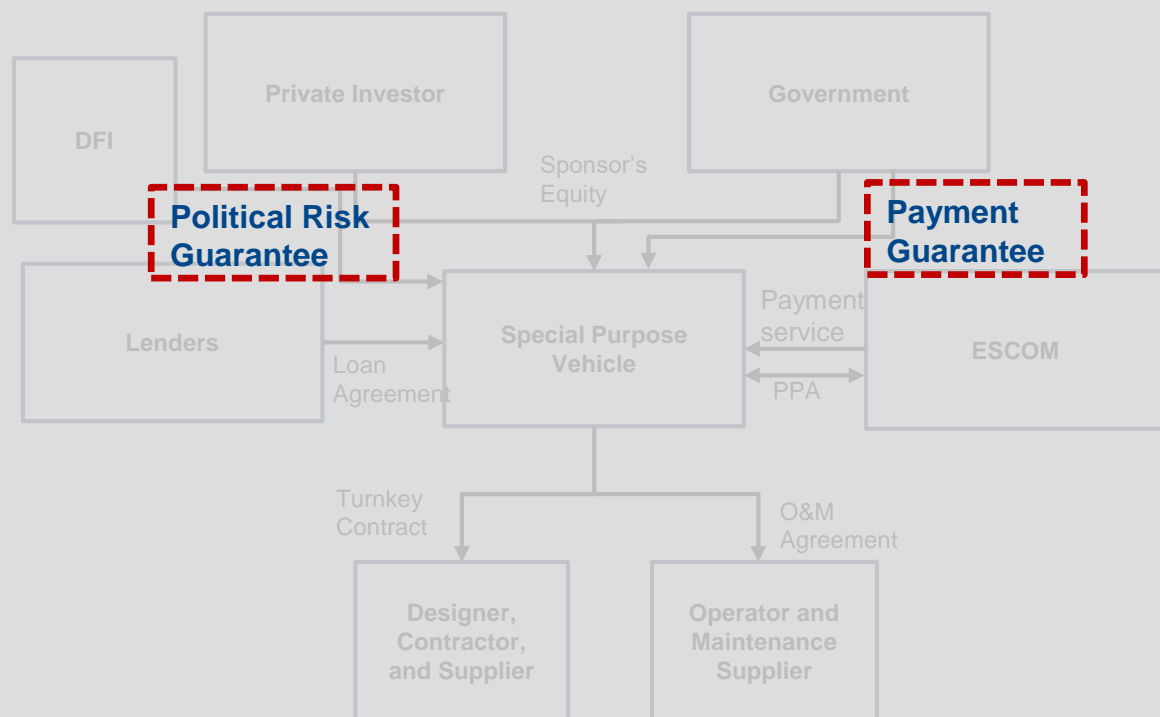 Private Investor
Government
DFI
Sponsor's
Equity
Political Risk
Guarantee
Payment
Guarantee
Lenders
Loan
Agreement
Special Purpose
Vehicle
Payment
service
PPA
ESCOM
Turnkey
Contract
O&M
Agreement
Designer,
Contractor,
and Supplier
Operator and
Maintenance
Supplier